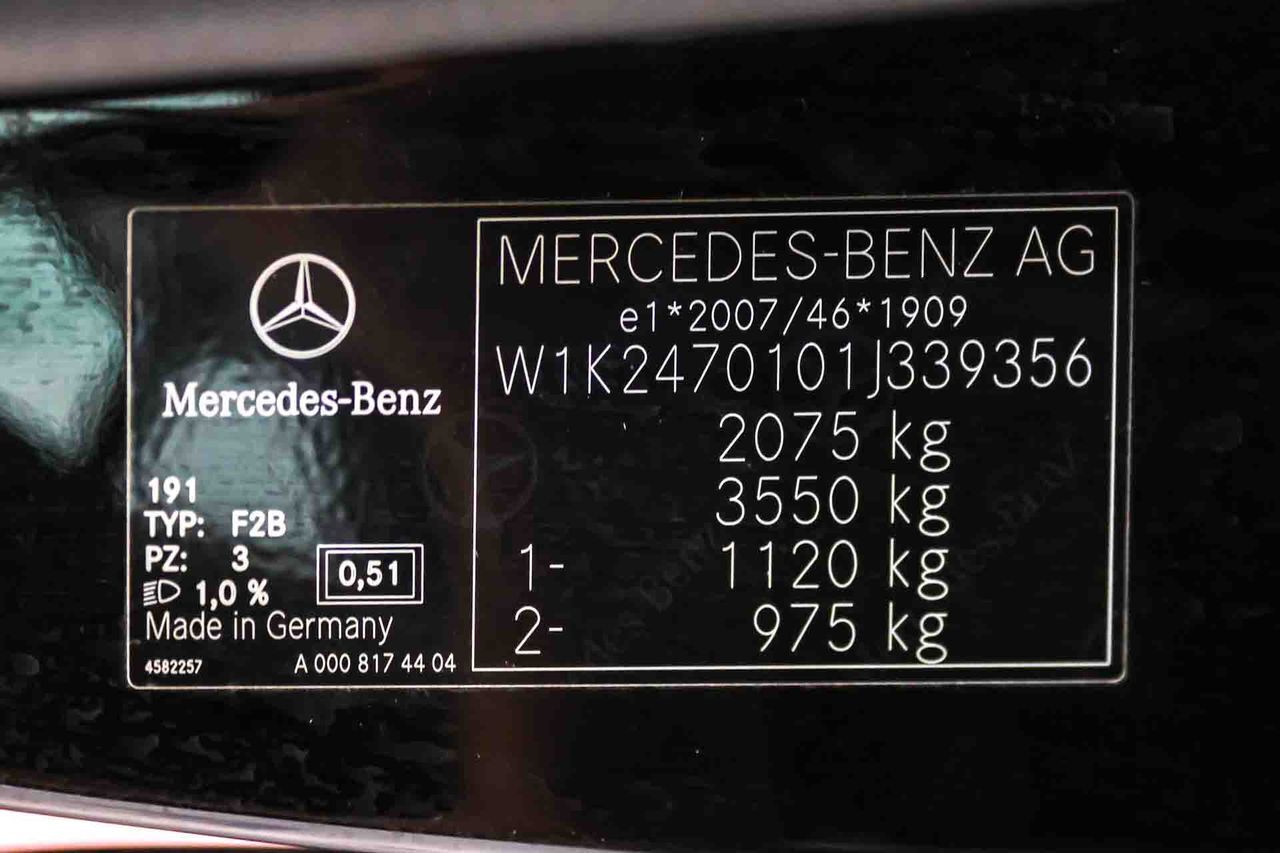 Mercedes-Benz
191
TYP: F2B
PZ: 3
1,0 %
0,51
Made in Germany
4582257 A 000 817 44 04
MERCEDES-BENZ AG
e1*2007/46*1909
W1K2470101J339356
2075 kg
3550 kg
1- 1120 kg
2- 975 kg